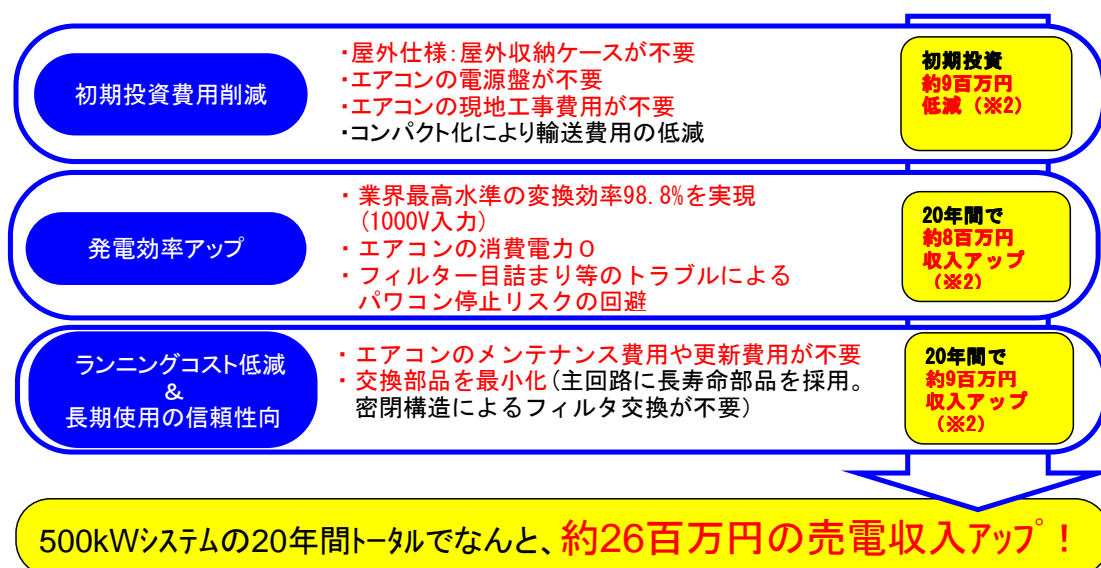 初期投資費用削減
・屋外仕様：屋外収納ケースが不要
・エアコンの電源盤が不要
・エアコンの現地工事費用が不要
・コンパクト化により輸送費用の低減
初期投資
約9百万円
低減（※2）
発電効率アップ
・業界最高水準の変換効率98.8%を実現
(1000V入力)
・エアコンの消費電力０
・フィルター目詰まり等のトラブルによる
パワコン停止リスクの回避
20年間で
約8百万円
収入アップ
（※2）
ランニングコスト低減
&
長期使用の信頼性向
・エアコンのメンテナンス費用や更新費用が不要
・交換部品を最小化（主回路に長寿命部品を採用。
密閉構造によるフィルタ交換が不要）
20年間で
約9百万円
収入アップ
（※2）
500kWシステムの20年間トータルでなんと、約26百万円の売電収入アップ！